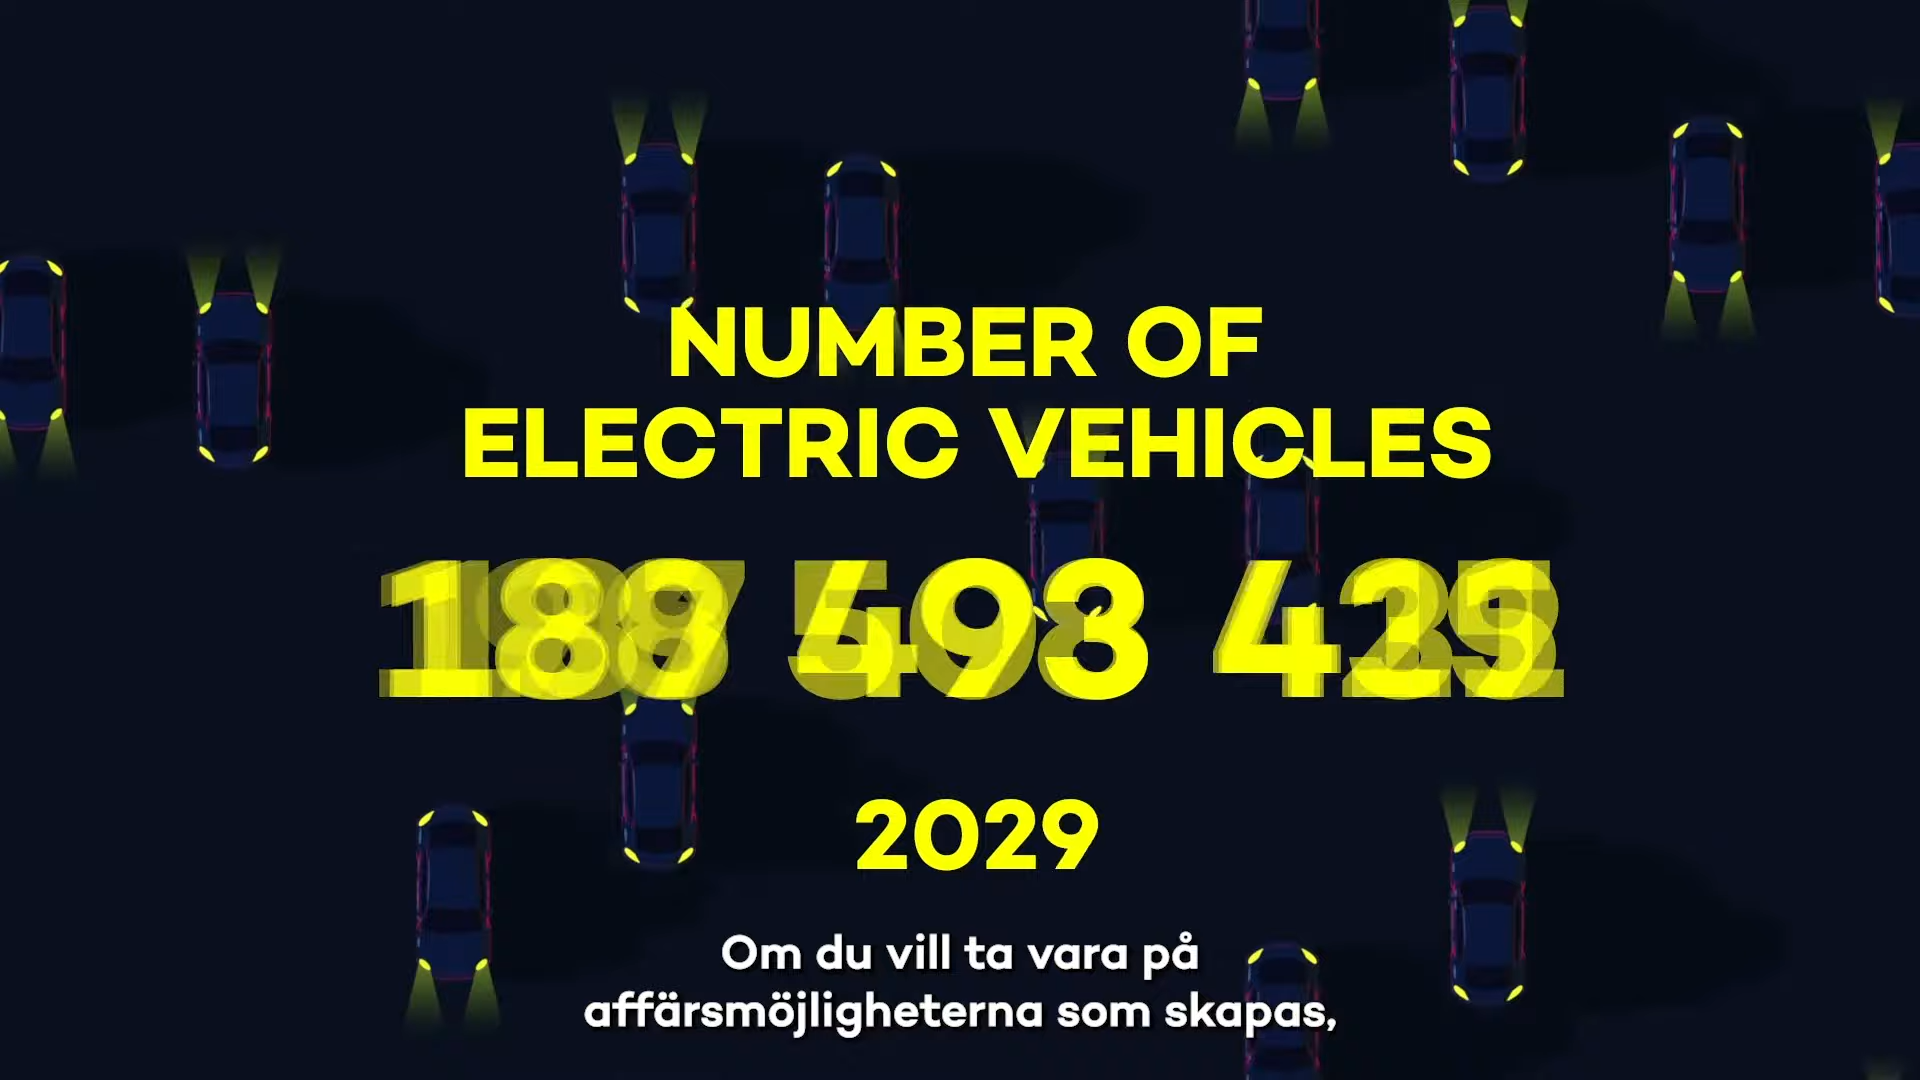 NUMBER OF
ELECTRIC VEHICLES
2029
Om du vill ta vara på
affärsmöjligheterna som skapas,